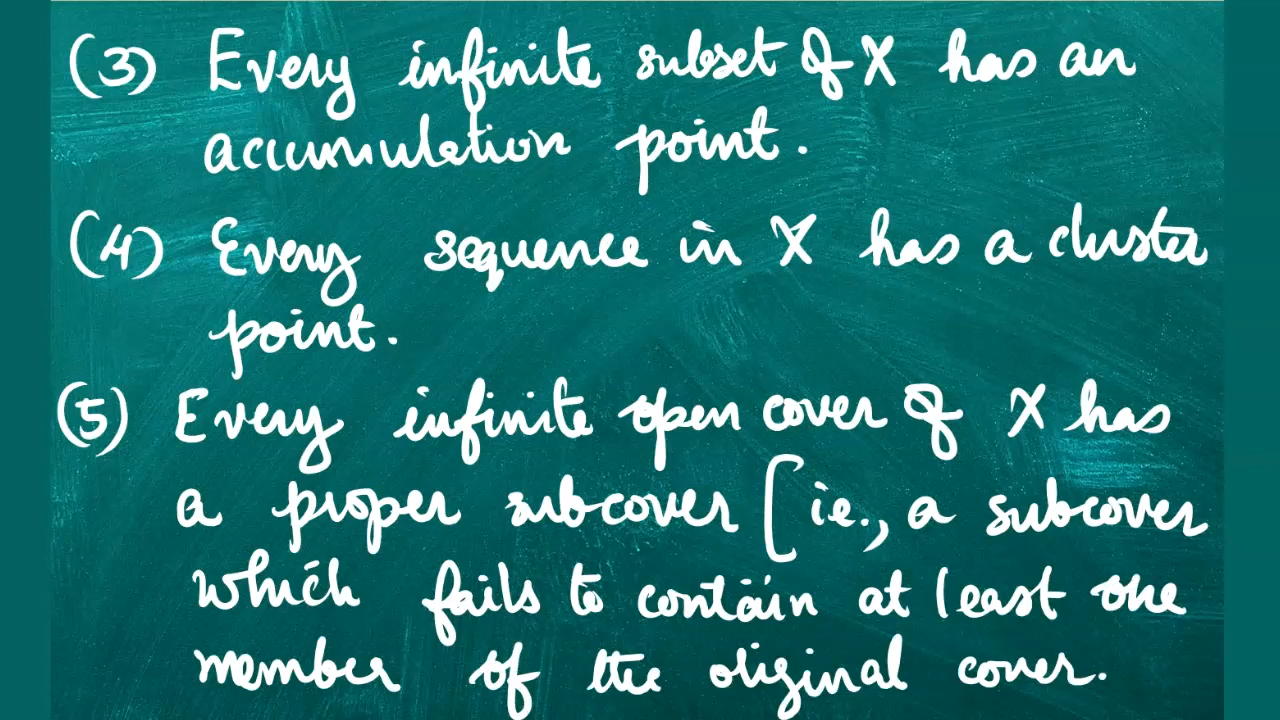 (3) Every infinite subset of X has an
accumulation point.
(4) Every sequence in X has a cluster
point.
(5) Every infinite open cover of X has
a proper subcover [ie., a subcover
which fails to contain at least one
member of the original cover.